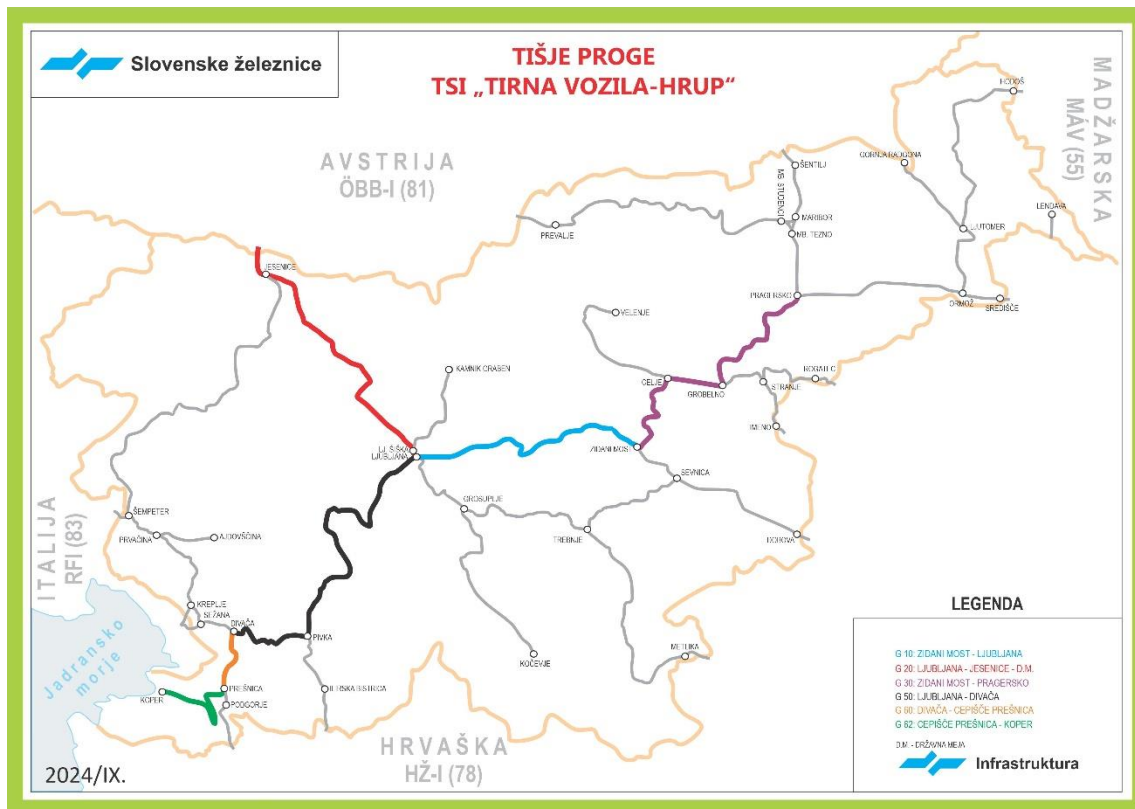 Slovenske železnice
TIŠJE PROGE
TSI „TIRNA VOZILA-HRUP“
AVSTRIJA
ÖBB-I (81)
MADŽARSKA
MÁV (55)
HODOŠ
ŠENTILJ
GORNJA RADGONA
MB. STUDENCI
MARIBOR
MB. TEZNO
PREVALJE
LENDAVA
LJUTOMER
JESENICE
PRAGERSKO
ORMOŽ
SREDIŠČE
VELENJE
KAMNIK GRABEN
CELJE
GROBELNO
ROGATEC
STRANJE
IMENO
LJ. ŠIŠKA
LJUBLJANA
ZIDANI MOST
SEVNICA
GROSUPLJE
TREBNJE
DOBOVA
ŠEMPETER
PRVAČINA
AJDOVŠČINA
ITALIJA
RFI (83)
KREPLJE
SEŽANA
DIVAČA
PIVKA
KOČEVJE
METLIKA
Jadransko
morje
KOPER
PREŠNICA
PODGORJE
ILIRSKA BISTRICA
HRVAŠKA
HŽ-I (78)
2024/IX.
LEGENDA
G 10: ZIDANI MOST - LJUBLJANA
G 20: LJUBLJANA - JESENICE - D.M.
G 30: ZIDANI MOST - PRAGERSKO
G 50: LJUBLJANA - DIVAČA
G 60: DIVAČA - CEPIŠČE PREŠNICA
G 62: CEPIŠČE PREŠNICA - KOPER
D.M. - DRŽAVNA MEJA
Infrastruktura